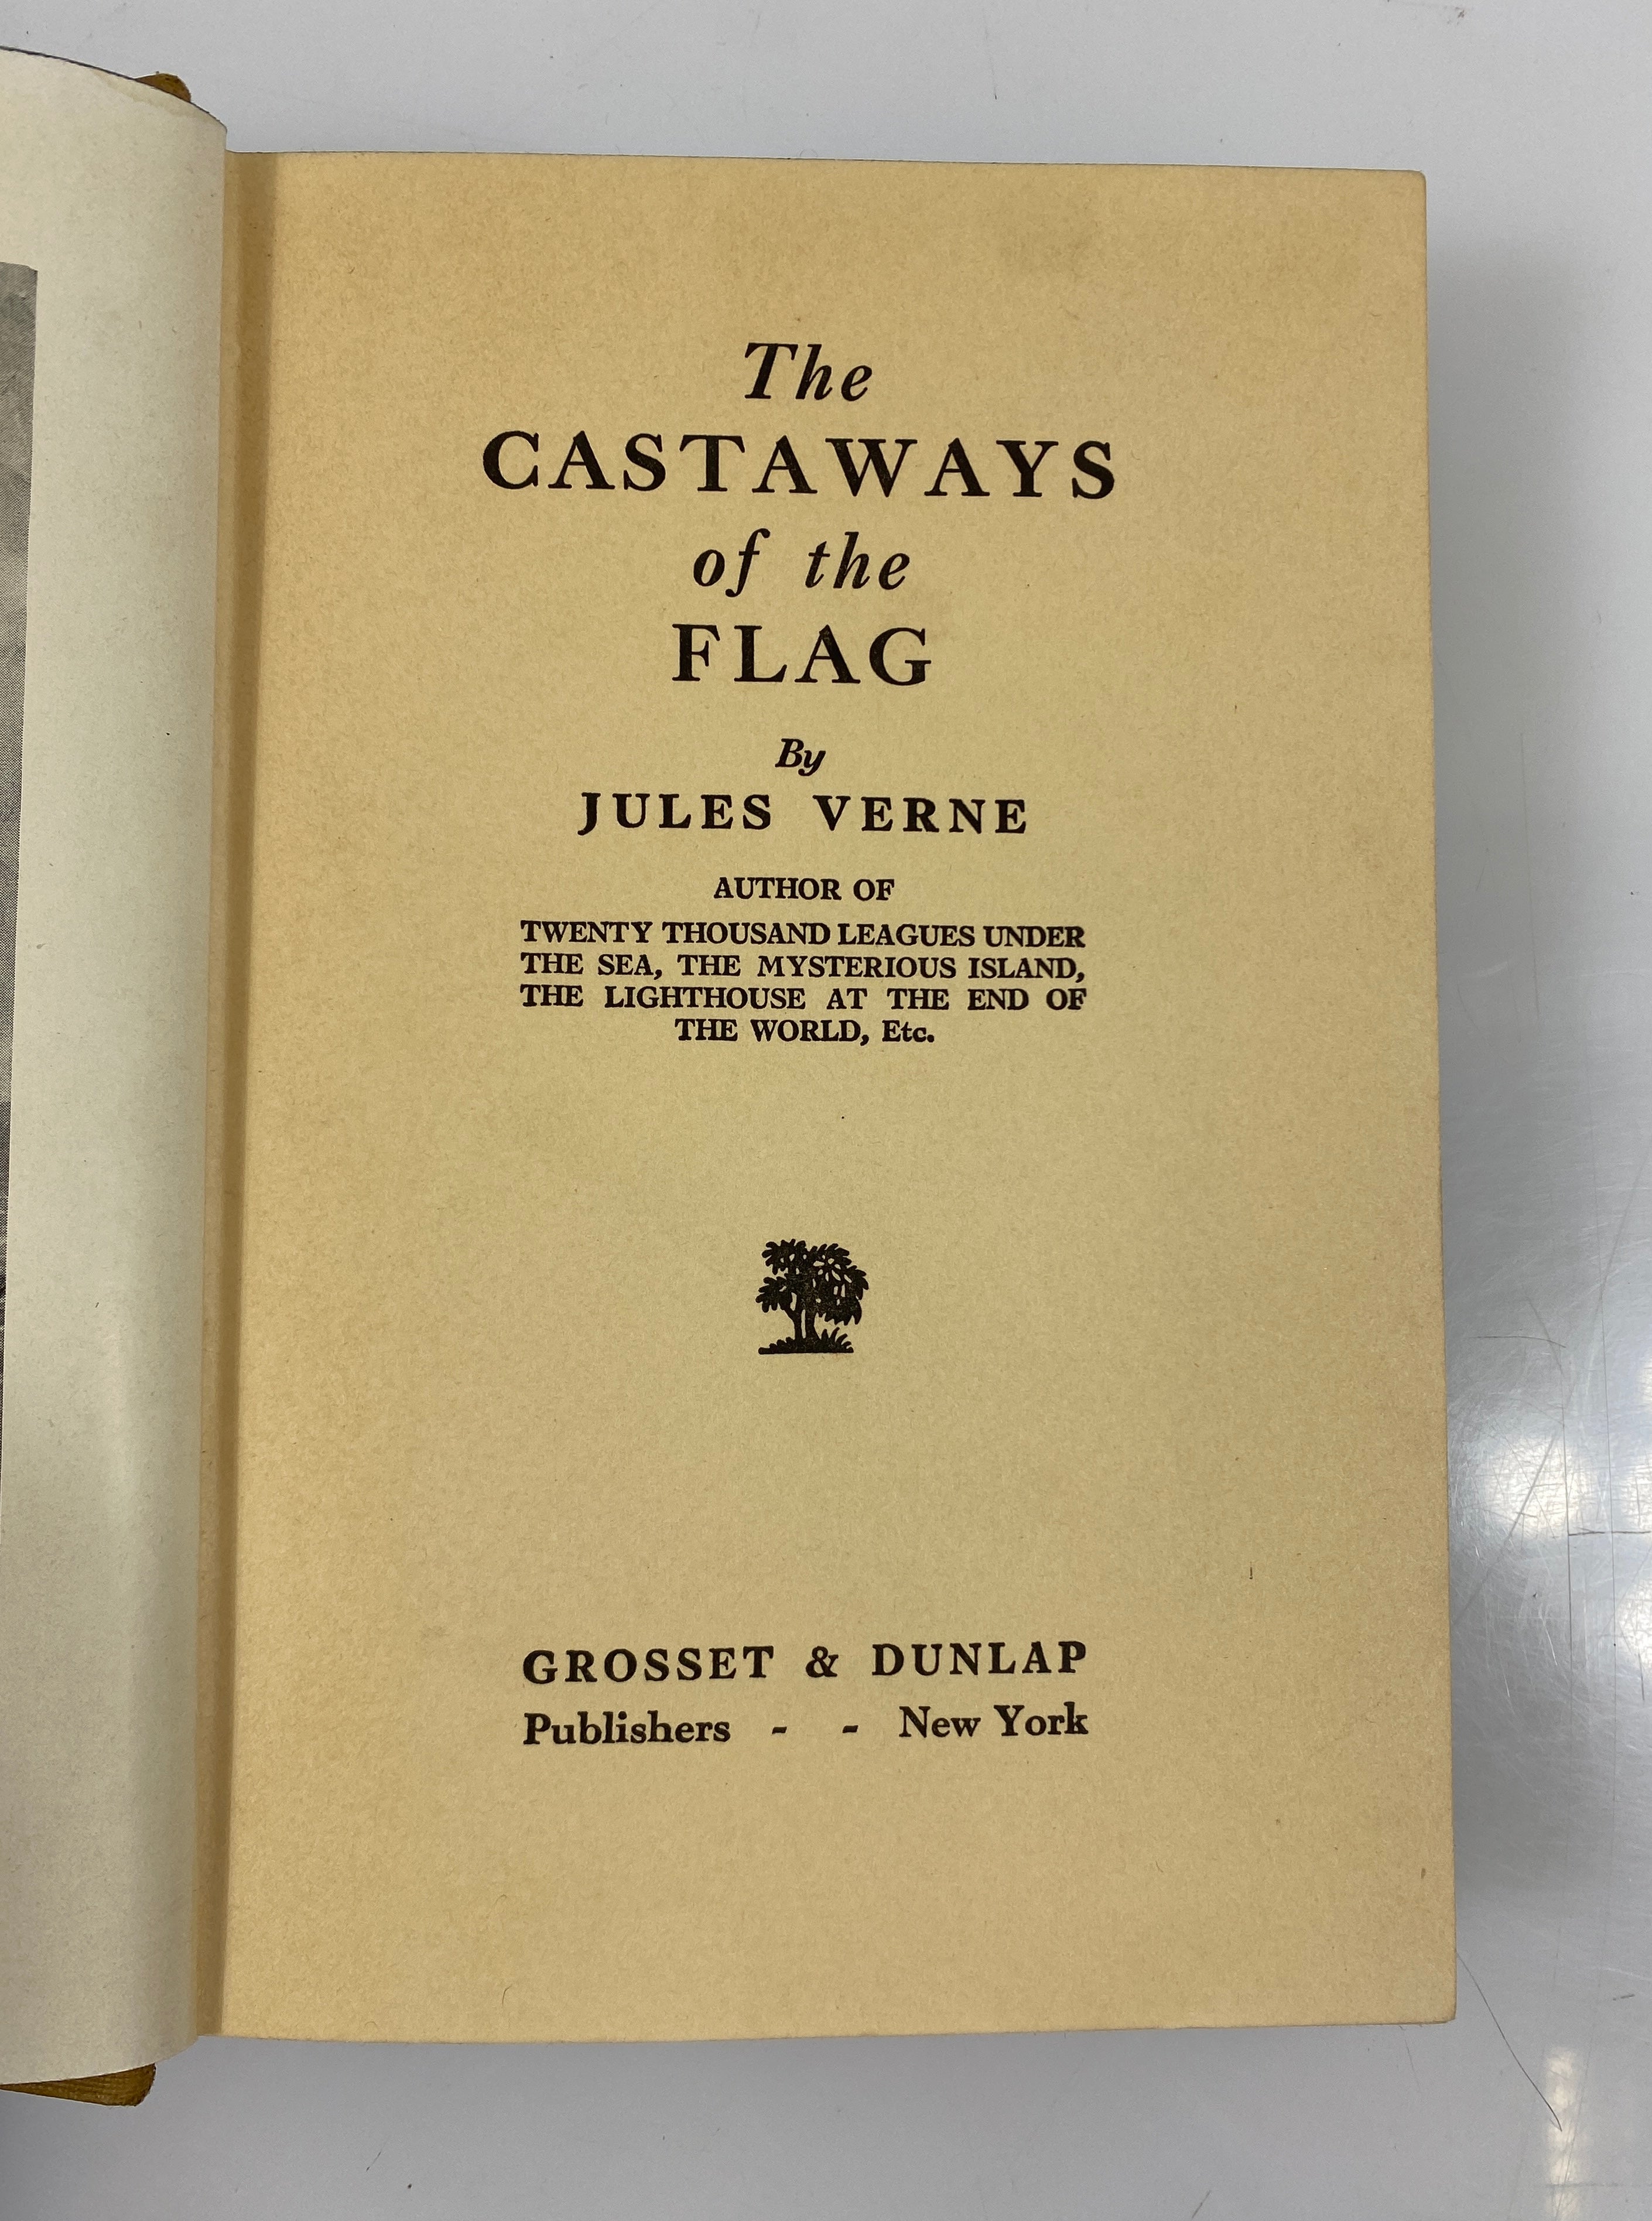 The
CASTAWAYS
of the
FLAG
By
JULES VERNE
AUTHOR OF
TWENTY THOUSAND LEAGUES UNDER
THE SEA, THE MYSTERIOUS ISLAND,
THE LIGHTHOUSE AT THE END OF
THE WORLD, Etc.
GROSSET & DUNLAP
Publishers - - New York